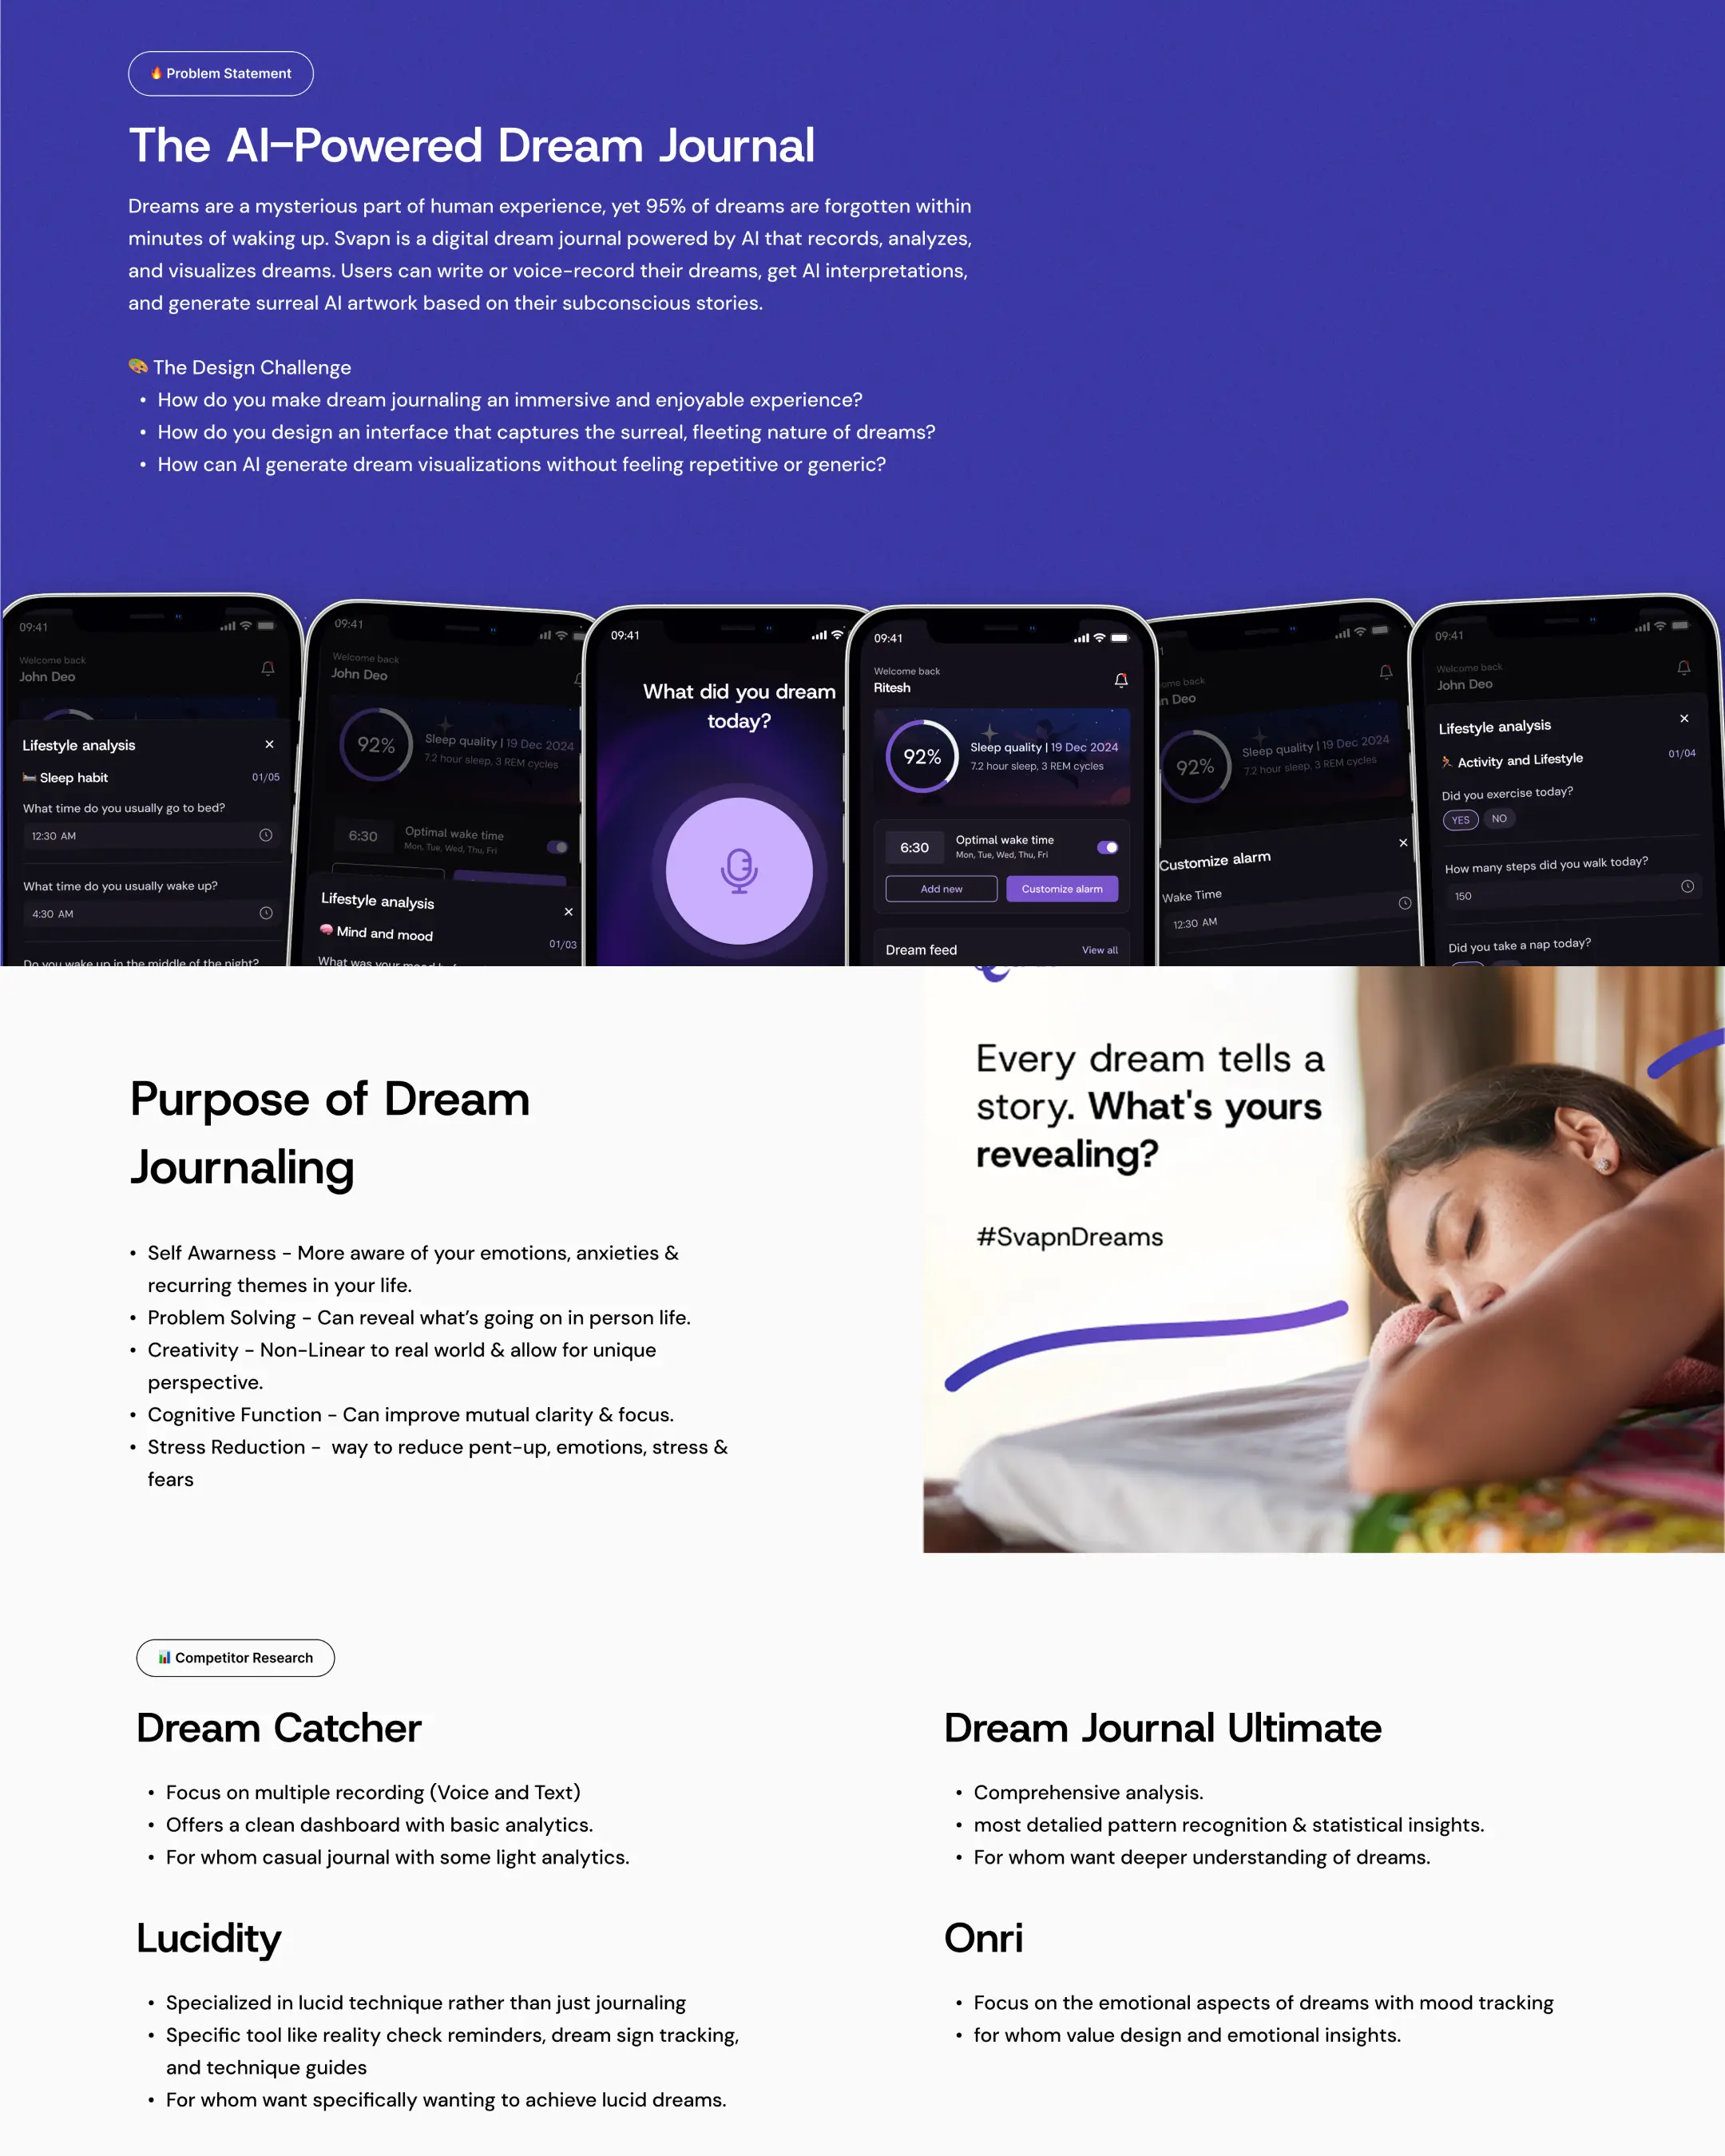 🔥 Problem Statement
The AI-Powered Dream Journal
Dreams are a mysterious part of human experience, yet 95% of dreams are forgotten within
minutes of waking up. Svapn is a digital dream journal powered by AI that records, analyzes,
and visualizes dreams. Users can write or voice-record their dreams, get AI interpretations,
and generate surreal AI artwork based on their subconscious stories.
🎨 The Design Challenge
• How do you make dream journaling an immersive and enjoyable experience?
• How do you design an interface that captures the surreal, fleeting nature of dreams?
• How can AI generate dream visualizations without feeling repetitive or generic?
09:41
Welcome back
John Deo
Lifestyle analysis
🛏️ Sleep habit
01/05
What time do you usually go to bed?
12:30 AM
What time do you usually wake up?
4:30 AM
Do you wake up in the middle of the night?
09:41
Welcome back
John Deo
92%
Sleep quality | 19 Dec 2024
7.2 hour sleep, 3 REM cycles
6:30
Optimal wake time
Mon, Tue, Wed, Thu, Fri
Lifestyle analysis
🧠 Mind and mood
01/03
What was your mood
09:41
What did you dream
today?
09:41
Welcome back
Ritesh
92%
Sleep quality | 19 Dec 2024
7.2 hour sleep, 3 REM cycles
6:30
Optimal wake time
Mon, Tue, Wed, Thu, Fri
Add new
Customize alarm
Dream feed
View all
back
Deo
92%
Sleep quality | 19 Dec 2024
7.2 hour sleep, 3 REM cycles
Customize alarm
Wake Time
12:30 AM
09:41
Welcome back
John Deo
Lifestyle analysis
🏃 Activity and Lifestyle
01/04
Did you exercise today?
YES
NO
How many steps did you walk today?
150
Did you take a nap today?
Purpose of Dream
Journaling
• Self Awarness - More aware of your emotions, anxieties &
recurring themes in your life.
• Problem Solving - Can reveal what’s going on in person life.
• Creativity - Non-Linear to real world & allow for unique
perspective.
• Cognitive Function - Can improve mutual clarity & focus.
• Stress Reduction -  way to reduce pent-up, emotions, stress &
fears
Every dream tells a
story. What's yours
revealing?
#SvapnDreams
📊 Competitor Research
Dream Catcher
• Focus on multiple recording (Voice and Text)
• Offers a clean dashboard with basic analytics.
• For whom casual journal with some light analytics.
Dream Journal Ultimate
• Comprehensive analysis.
• most detalied pattern recognition & statistical insights.
• For whom want deeper understanding of dreams.
Lucidity
• Specialized in lucid technique rather than just journaling
• Specific tool like reality check reminders, dream sign tracking,
and technique guides
• For whom want specifically wanting to achieve lucid dreams.
Onri
• Focus on the emotional aspects of dreams with mood tracking
• for whom value design and emotional insights.